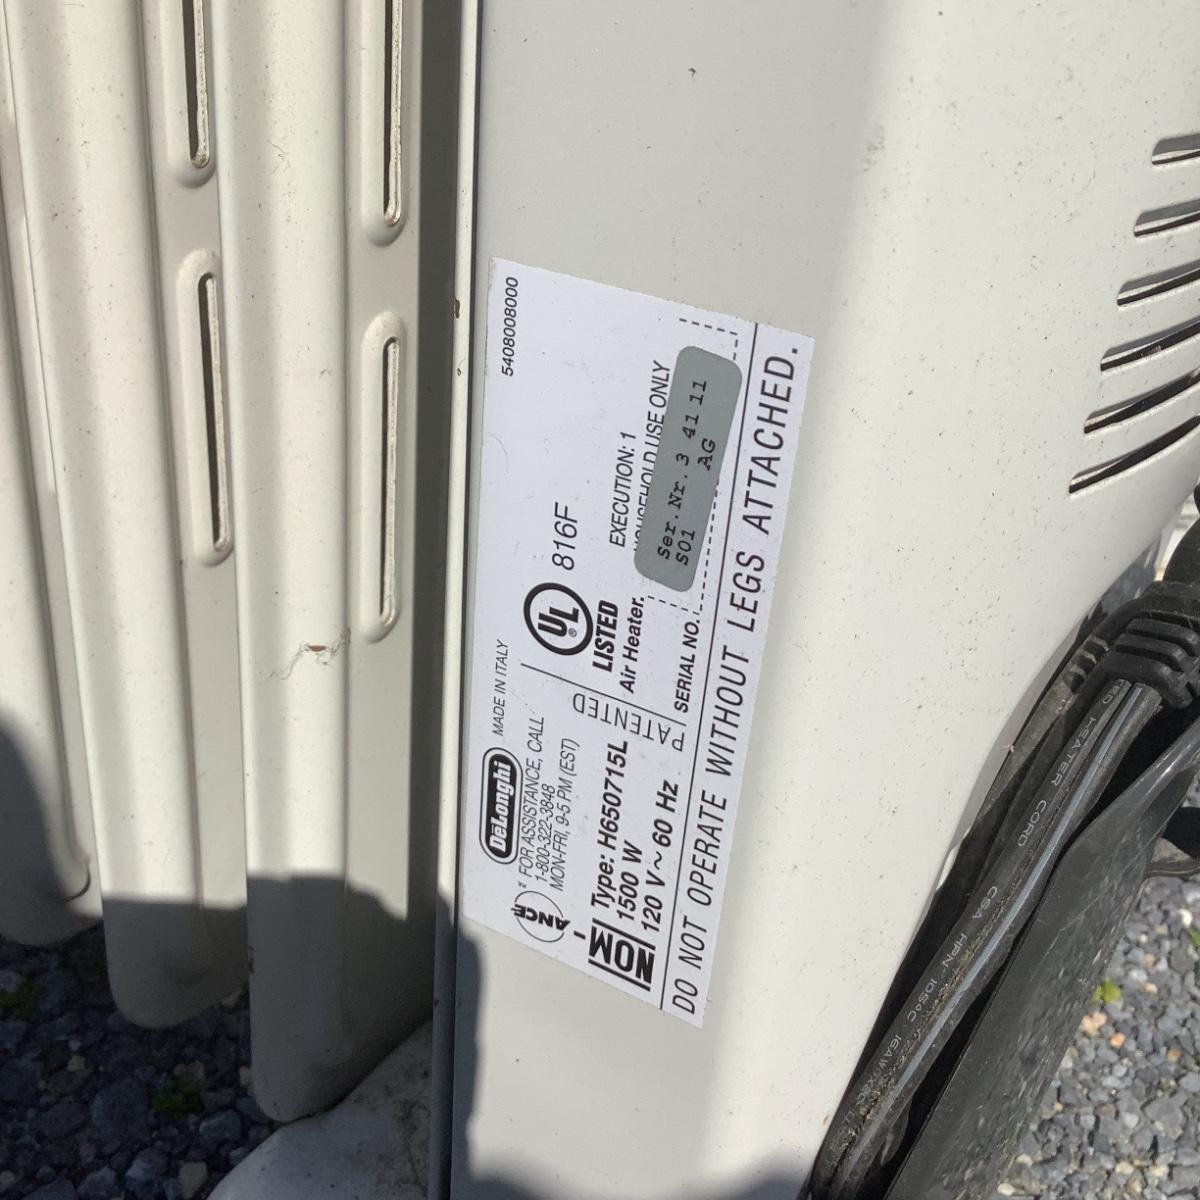 5408008000
DeLonghi MADE IN ITALY
FOR ASSISTANCE, CALL
1-800-322-3848
MON-FRI, 9-5 PM (EST)
ANCE
NOM
Type: H650715L
1500 W
120 V~ 60 Hz
PATENTED
UL
®
LISTED
816F
Air Heater.
EXECUTION: 1
HOUSEHOLD USE ONLY
SERIAL NO.
Ser.Nr. 3 41 11
S01 AG
DO NOT OPERATE WITHOUT LEGS ATTACHED.
HEATER CORD
CSA HPN 105°C